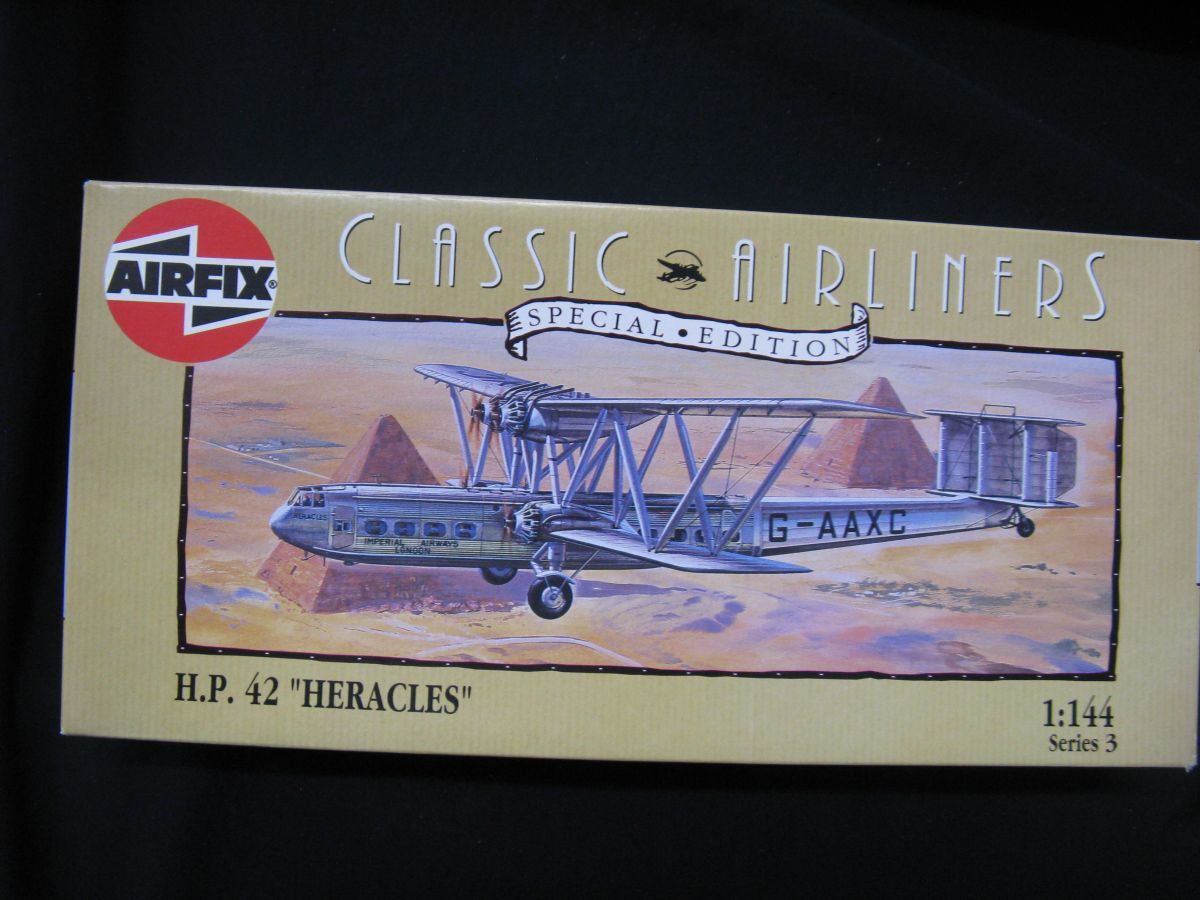 AIRFIX®
CLASSIC AIRLINERS
SPECIAL • EDITION
HERACLES
IMPERIAL AIRWAYS
LONDON
G-AAXC
H.P. 42 "HERACLES"
1:144
Series 3